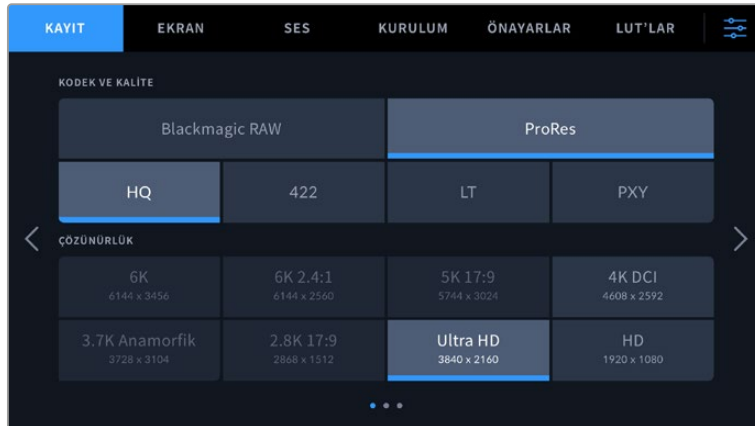 KAYIT EKRAN SES KURULUM ÖNAYARLAR LUT'LAR
KODEK VE KALİTE
Blackmagic RAW ProRes
HQ 422 LT PXY
ÇÖZÜNÜRLÜK
6K 6K 2.4:1 5K 17:9 4K DCI
6144 x 3456 6144 x 2560 5744 x 3024 4608 x 2592
3.7K Anamorfik 2.8K 17:9 Ultra HD HD
3728 x 3104 2868 x 1512 3840 x 2160 1920 x 1080